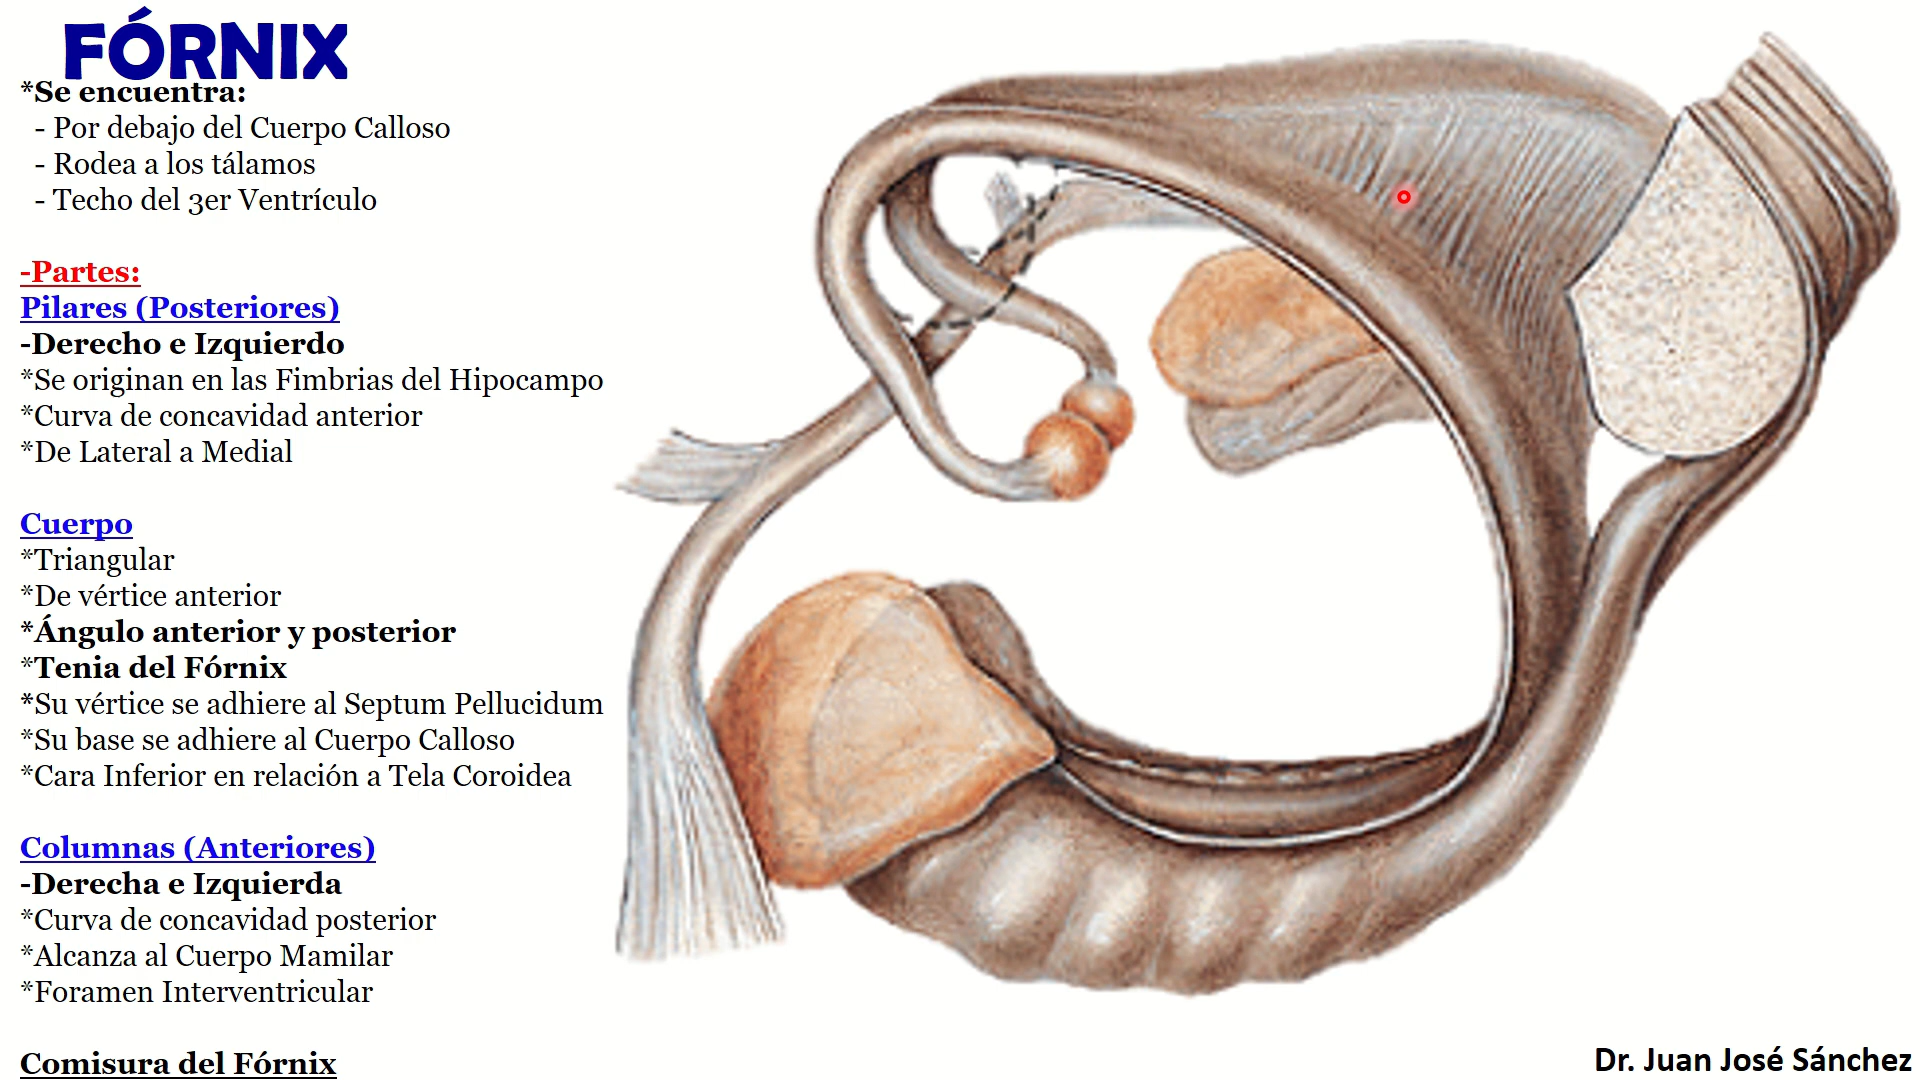 FÓRNIX
*Se encuentra:
- Por debajo del Cuerpo Calloso
- Rodea a los tálamos
- Techo del 3er Ventrículo
-Partes:
Pilares (Posteriores)
-Derecho e Izquierdo
*Se originan en las Fimbrias del Hipocampo
*Curva de concavidad anterior
*De Lateral a Medial
Cuerpo
*Triangular
*De vértice anterior
*Ángulo anterior y posterior
*Tenia del Fórnix
*Su vértice se adhiere al Septum Pellucidum
*Su base se adhiere al Cuerpo Calloso
*Cara Inferior en relación a Tela Coroidea
Columnas (Anteriores)
-Derecha e Izquierda
*Curva de concavidad posterior
*Alcanza al Cuerpo Mamilar
*Foramen Interventricular
Comisura del Fórnix
Dr. Juan José Sánchez